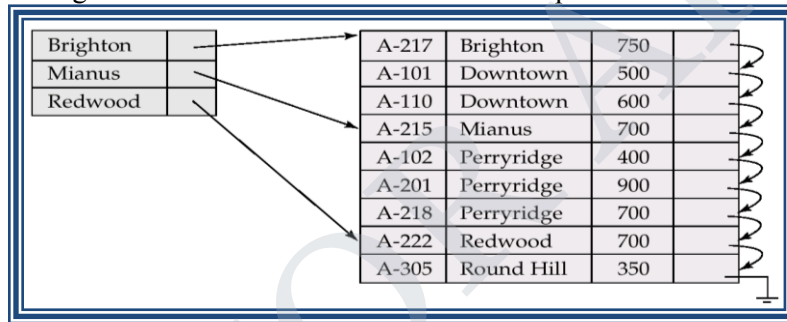 Brighton
Mianus
Redwood
A-217 Brighton 750
A-101 Downtown 500
A-110 Downtown 600
A-215 Mianus 700
A-102 Perryridge 400
A-201 Perryridge 900
A-218 Perryridge 700
A-222 Redwood 700
A-305 Round Hill 350